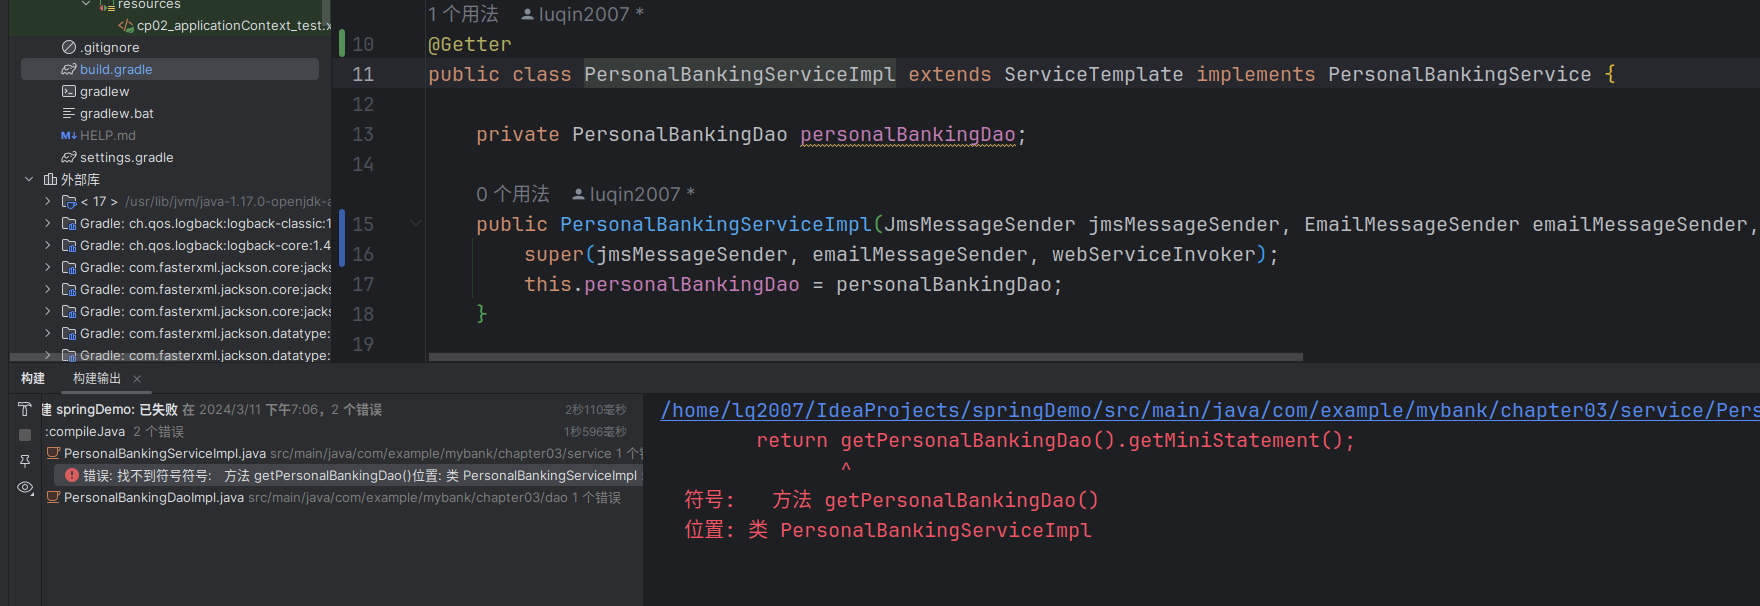 resources
cp02_applicationContext_test.x
.gitignore
build.gradle
gradlew
gradlew.bat
M↓ HELP.md
settings.gradle
外部库
< 17 > /usr/lib/jvm/java-1.17.0-openjdk-a
Gradle: ch.qos.logback:logback-classic:1
Gradle: ch.qos.logback:logback-core:1.4
Gradle: com.fasterxml.jackson.core:jacks
Gradle: com.fasterxml.jackson.core:jacks
Gradle: com.fasterxml.jackson.core:jacks
Gradle: com.fasterxml.jackson.datatype:
Gradle: com.fasterxml.jackson.datatype:
1 个用法 luqin2007 *
10 @Getter
11 public class PersonalBankingServiceImpl extends ServiceTemplate implements PersonalBankingService {
12
13 private PersonalBankingDao personalBankingDao;
14
0 个用法 luqin2007 *
15 public PersonalBankingServiceImpl(JmsMessageSender jmsMessageSender, EmailMessageSender emailMessageSender,
16 super(jmsMessageSender, emailMessageSender, webServiceInvoker);
17 this.personalBankingDao = personalBankingDao;
18 }
19
构建 构建输出
建 springDemo: 已失败 在 2024/3/11 下午7:06，2 个错误 2秒110毫秒
:compileJava 2 个错误 1秒596毫秒
PersonalBankingServiceImpl.java src/main/java/com/example/mybank/chapter03/service 1 个错
错误: 找不到符号符号: 方法 getPersonalBankingDao()位置: 类 PersonalBankingServiceImpl
PersonalBankingDaoImpl.java src/main/java/com/example/mybank/chapter03/dao 1 个错误
/home/lq2007/IdeaProjects/springDemo/src/main/java/com/example/mybank/chapter03/service/Pers
return getPersonalBankingDao().getMiniStatement();
^
符号: 方法 getPersonalBankingDao()
位置: 类 PersonalBankingServiceImpl